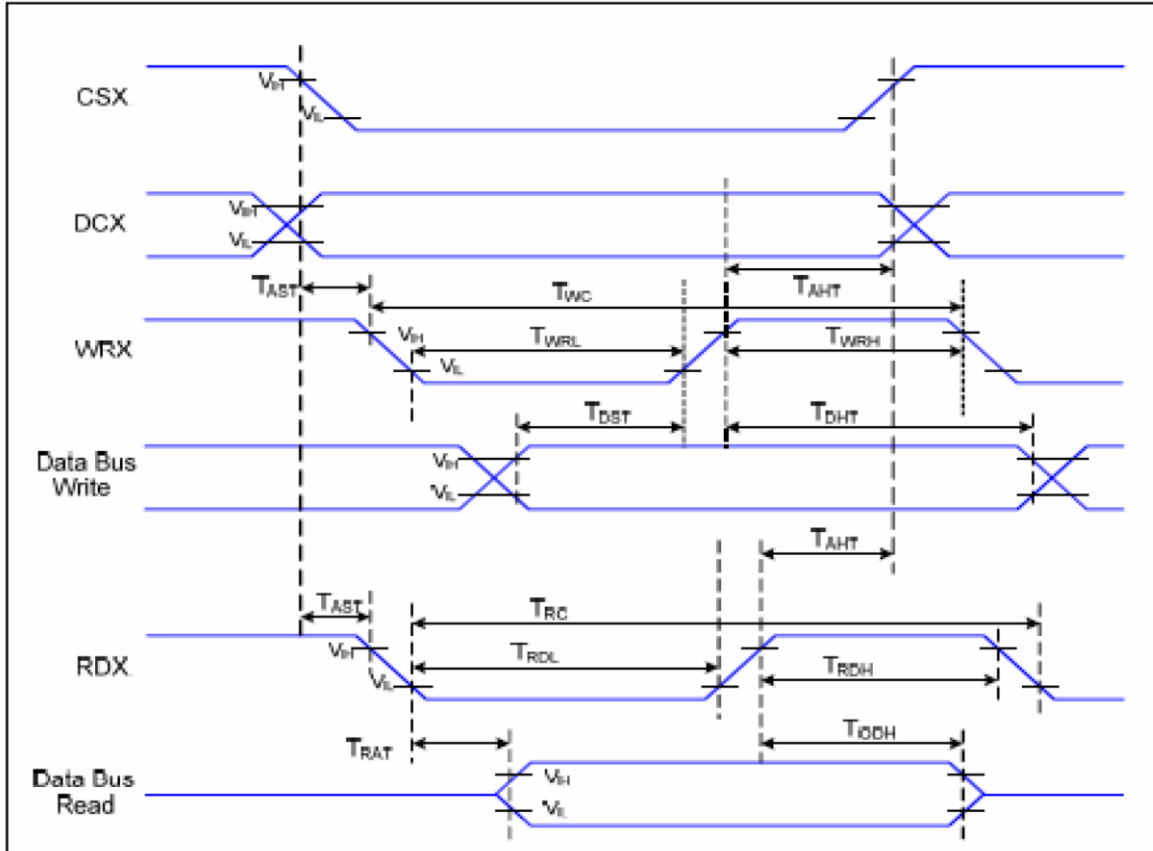 CSX
VIH
VIL
DCX
VIH
VIL
TAST
TWC
TAHT
WRX
VIH
VIL
TWRL
TWRH
TDST
TDHT
Data Bus
Write
VIH
VIL
TAHT
TAST
TRC
RDX
VIH
VIL
TRDL
TRDH
TRAT
TODH
Data Bus
Read
VIH
VIL